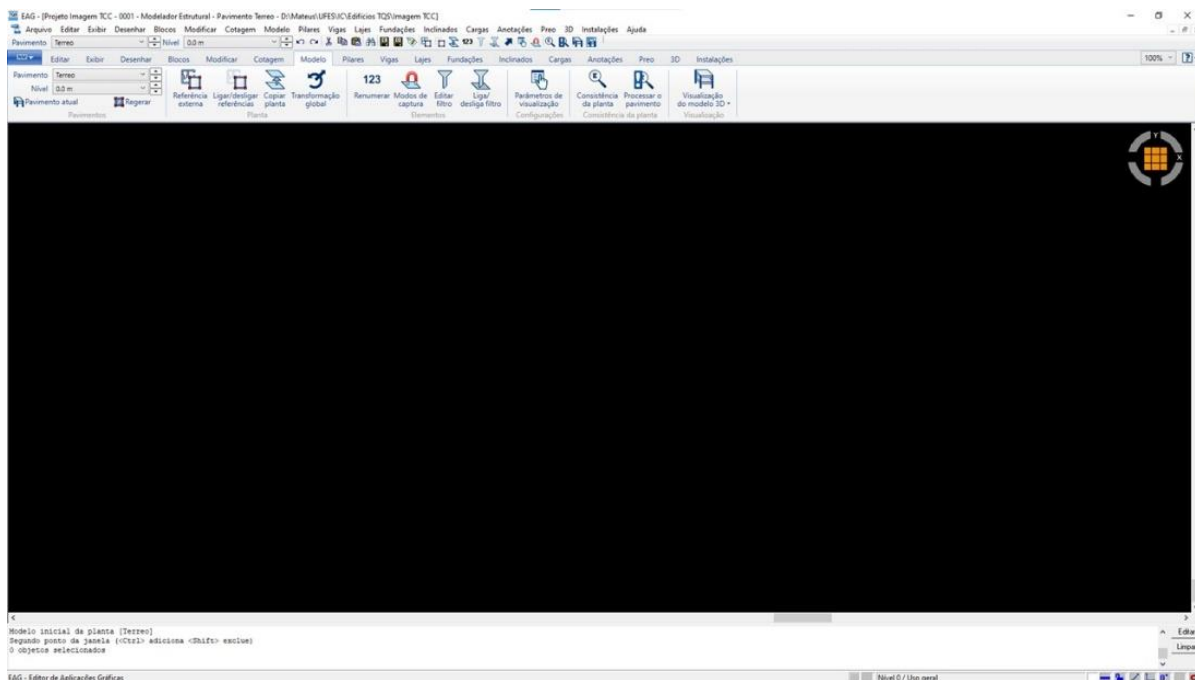 EAG - [Projeto Imagem TCC - 0001 - Modelador Estrutural - Pavimento Terreo - D:\Mateus\UFES\IC\Edificios TQS\Imagem TCC]
Arquivo Editar Exibir Desenhar Blocos Modificar Cotagem Modelo Pilares Vigas Lajes Fundações Inclinados Cargas Anotações Preo 3D Instalações Ajuda
Pavimento Terreo Nível 0.0 m 123
Editar Exibir Desenhar Blocos Modificar Cotagem Modelo Pilares Vigas Lajes Fundações Inclinados Cargas Anotações Preo 3D Instalações 100% ?
Pavimento Terreo
Nível 0.0 m
Pavimento atual Regerar
Pavimentos
Referência externa
Ligar/desligar referências
Copiar planta
Transformação global
Planta
123
Renumerar
Modos de captura
Editar filtro
Liga/ desliga filtro
Elementos
Parâmetros de visualização
Configurações
Consistência da planta
Processar o pavimento
Consistência da planta
Visualização do modelo 3D
Visualização
Y
X
Modelo inicial da planta [Terreo]
Segundo ponto da janela (<Ctrl> adiciona <Shift> exclue)
0 objetos selecionados
Editar
Limpa
EAG - Editor de Aplicações Gráficas
Nível 0 / Uso geral